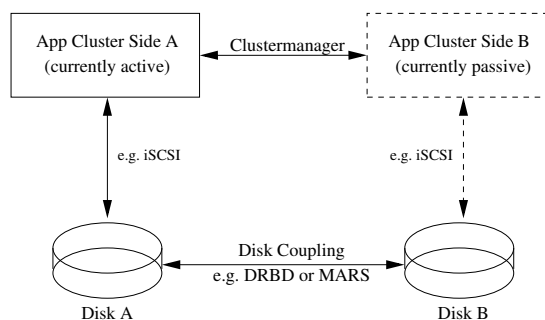 App Cluster Side A
(currently active)
Clustermanager
App Cluster Side B
(currently passive)
e.g. iSCSI
e.g. iSCSI
Disk Coupling
e.g. DRBD or MARS
Disk A
Disk B